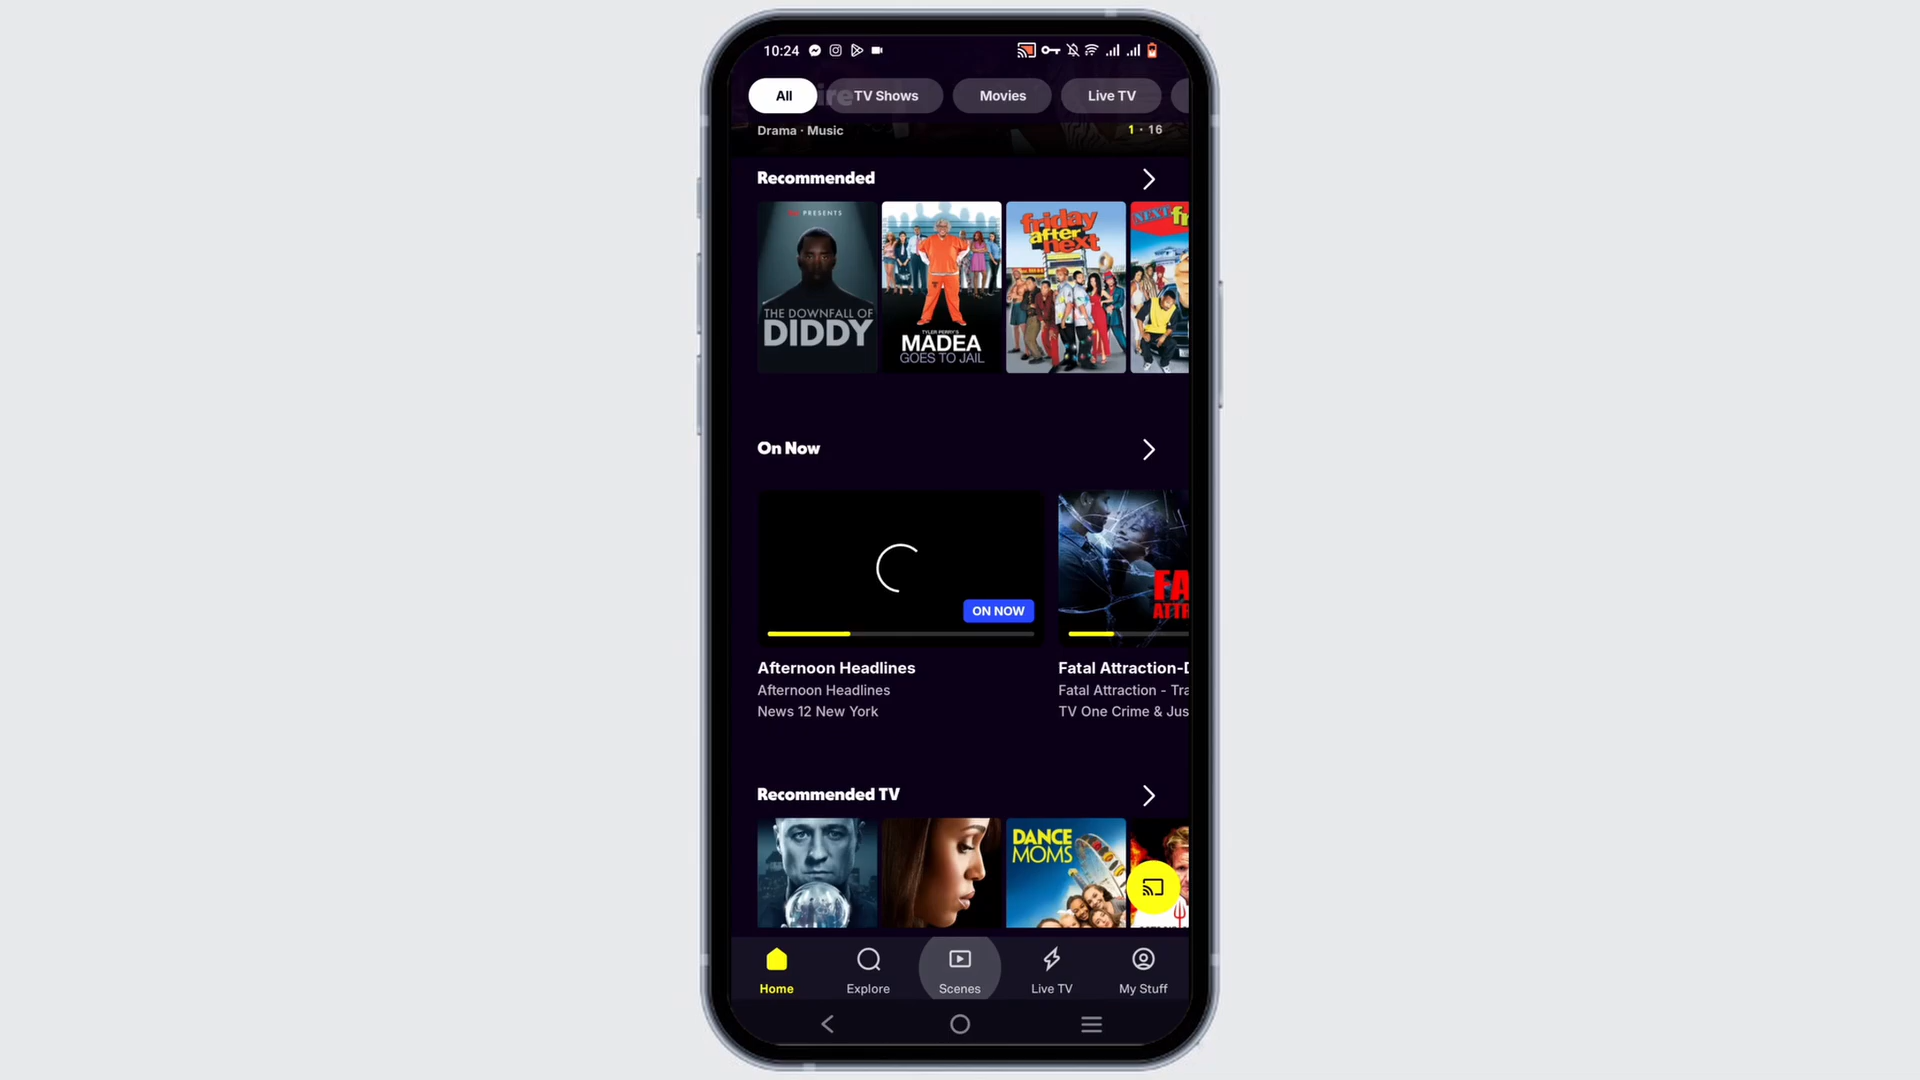 10:24
All
TV Shows
Movies
Live TV
Drama · Music
1 · 16
Recommended
PRESENTS
THE DOWNFALL OF
DIDDY
TYLER PERRY'S
MADEA
GOES TO JAIL
friday
after
next
NEXT
On Now
ON NOW
FA
ATTR
Afternoon Headlines
Afternoon Headlines
News 12 New York
Fatal Attraction-D
Fatal Attraction - Tra
TV One Crime & Jus
Recommended TV
DANCE
MOMS
Home
Explore
Scenes
Live TV
My Stuff